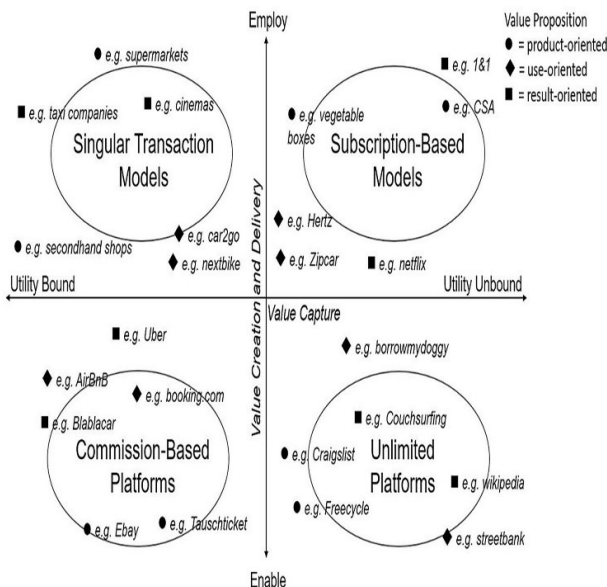 Employ
Value Proposition
= product-oriented
= use-oriented
= result-oriented
e.g. supermarkets
e.g. taxi companies
e.g. cinemas
Singular Transaction
Models
e.g. car2go
e.g. secondhand shops
e.g. nextbike
e.g. 1&1
e.g. vegetable
boxes
e.g. CSA
Subscription-Based
Models
e.g. Hertz
e.g. Zipcar
e.g. netflix
Utility Bound
Utility Unbound
Value Capture
Value Creation and Delivery
e.g. Uber
e.g. AirBnB
e.g. booking.com
e.g. Blablacar
Commission-Based
Platforms
e.g. Ebay
e.g. Tauschticket
e.g. borrowmydoggy
e.g. Couchsurfing
e.g. Craigslist
Unlimited
Platforms
e.g. wikipedia
e.g. Freecycle
e.g. streetbank
Enable